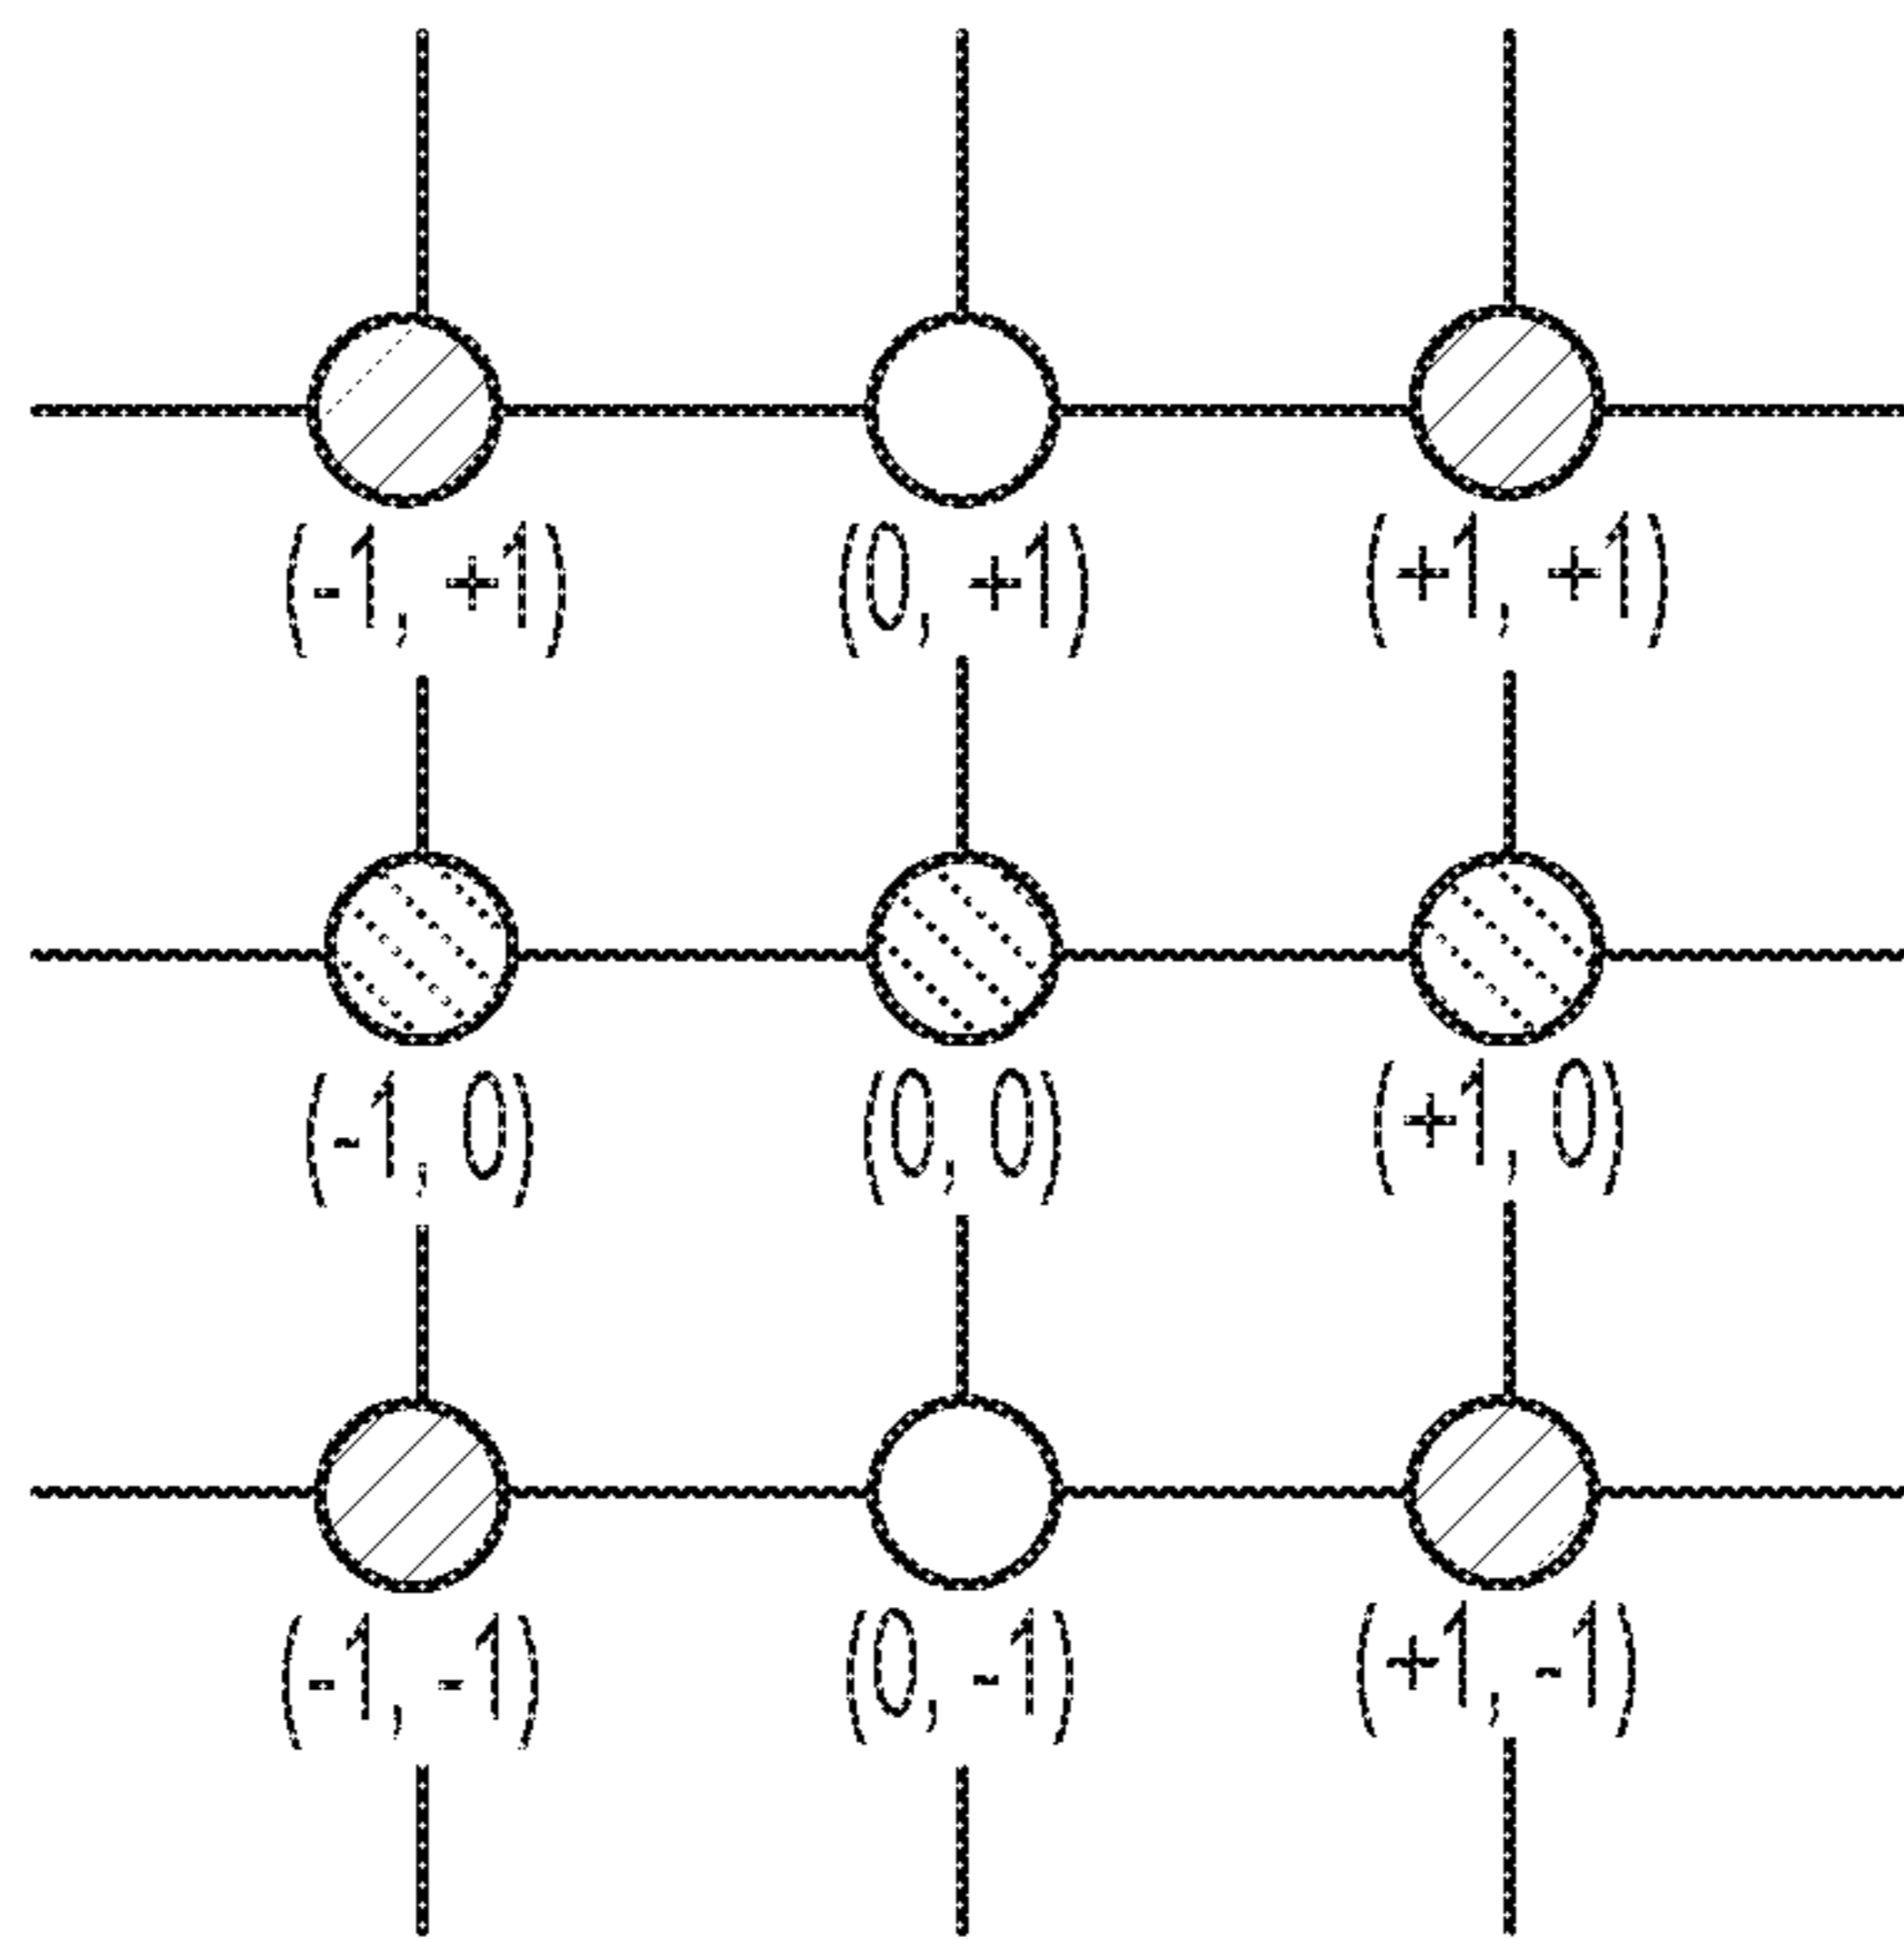 (-1, +1) (0, +1) (+1, +1)
(-1, 0) (0, 0) (+1, 0)
(-1, -1) (0, -1) (+1, -1)